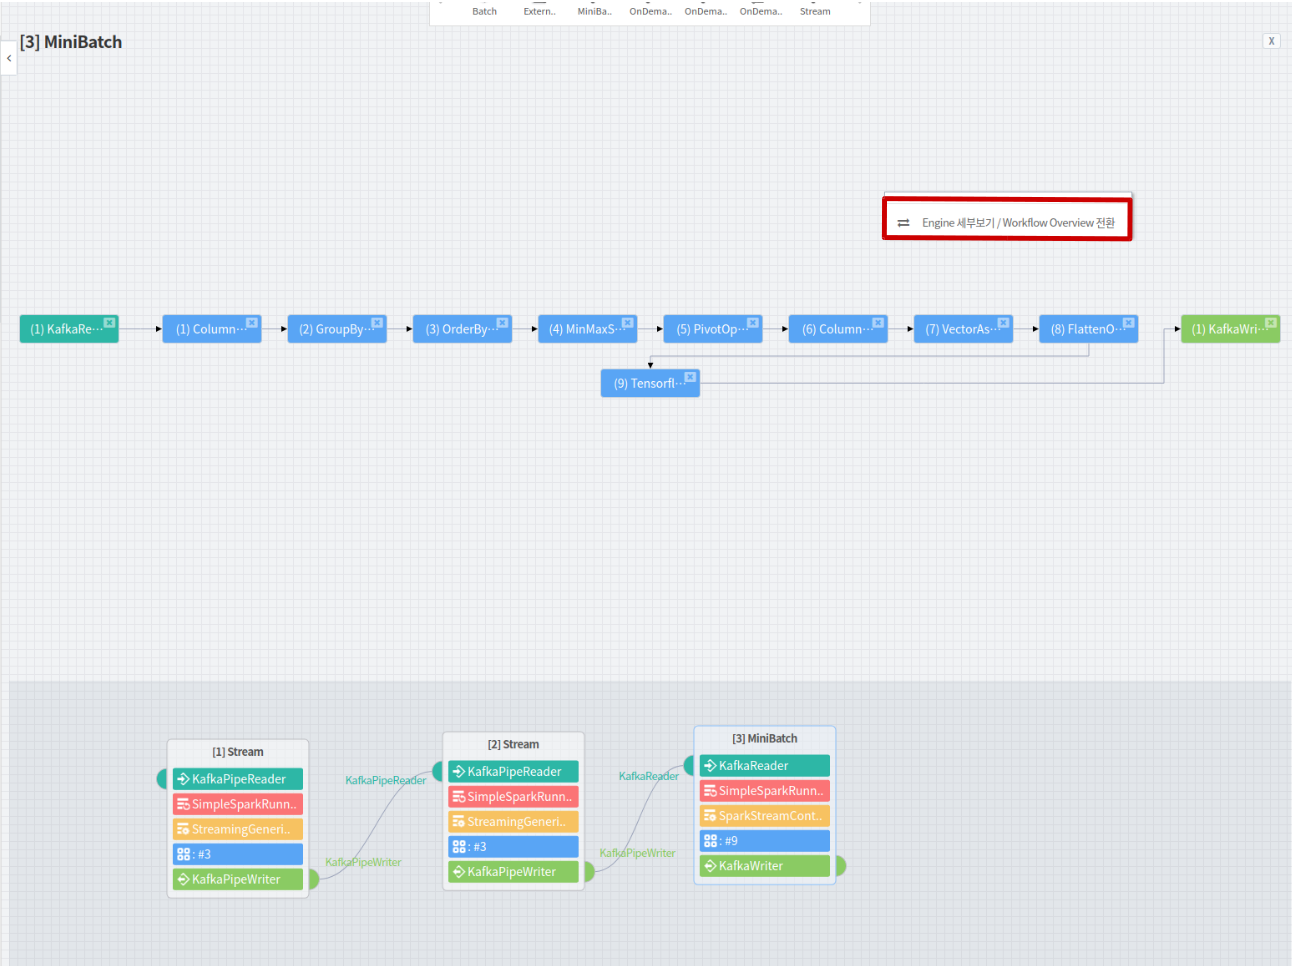 Batch Extern.. MiniBa.. OnDema.. OnDema.. OnDema.. Stream
[3] MiniBatch
X
Engine 세부보기 / Workflow Overview 전환
(1) KafkaRe··· (1) Column··· (2) GroupBy··· (3) OrderBy··· (4) MinMaxS··· (5) PivotOp··· (6) Column··· (7) VectorAs··· (8) FlattenO··· (1) KafkaWri···
(9) Tensorfl···
[1] Stream
KafkaPipeReader
SimpleSparkRunn..
StreamingGeneri..
: #3
KafkaPipeWriter
KafkaPipeReader
KafkaPipeWriter
[2] Stream
KafkaPipeReader
SimpleSparkRunn..
StreamingGeneri..
: #3
KafkaPipeWriter
KafkaReader
KafkaPipeWriter
[3] MiniBatch
KafkaReader
SimpleSparkRunn..
SparkStreamCont..
: #9
KafkaWriter